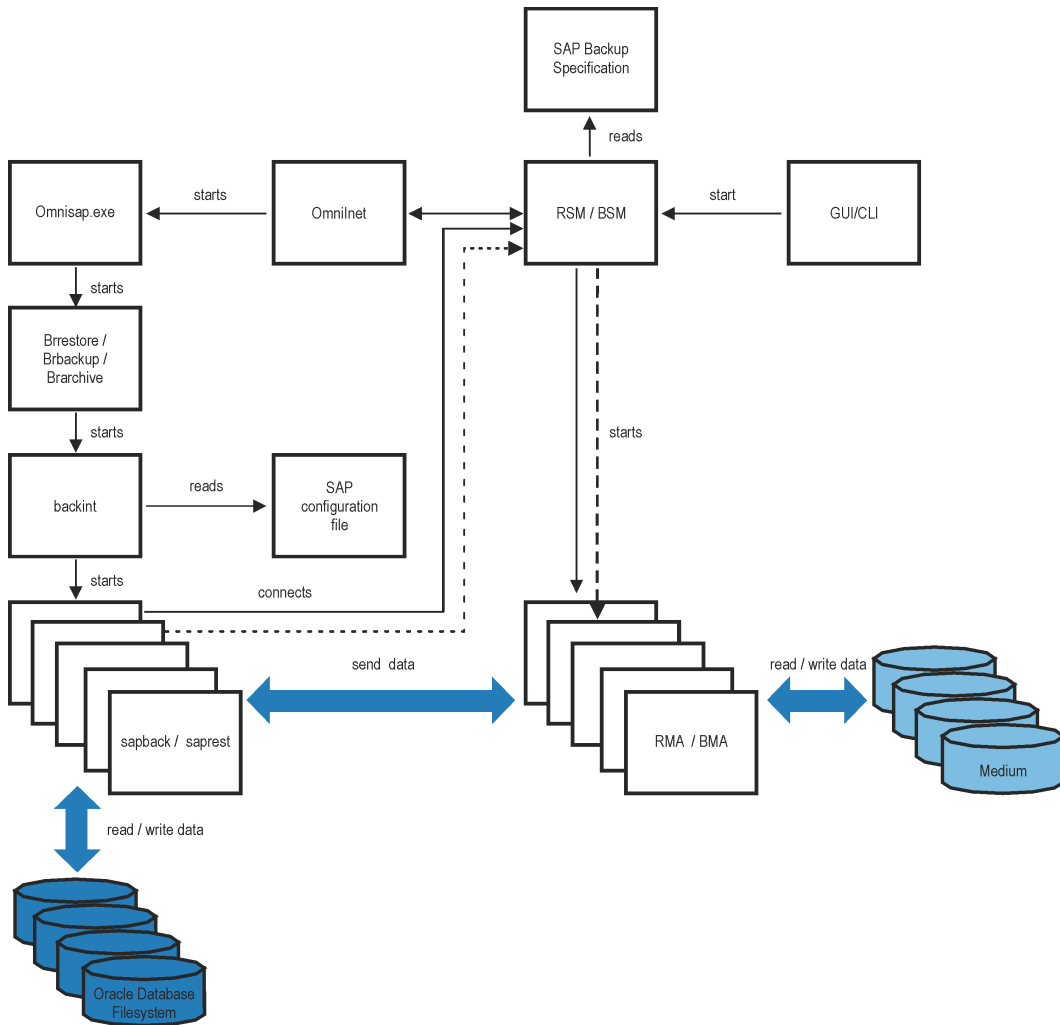 SAP Backup
Specification
reads
Omnisap.exe
starts
OmniInet
RSM / BSM
start
GUI/CLI
starts
Brrestore /
Brbackup /
Brarchive
starts
starts
backint
reads
SAP
configuration
file
starts
connects
send data
read / write data
sapback / saprest
RMA / BMA
Medium
read / write data
Oracle Database
Filesystem